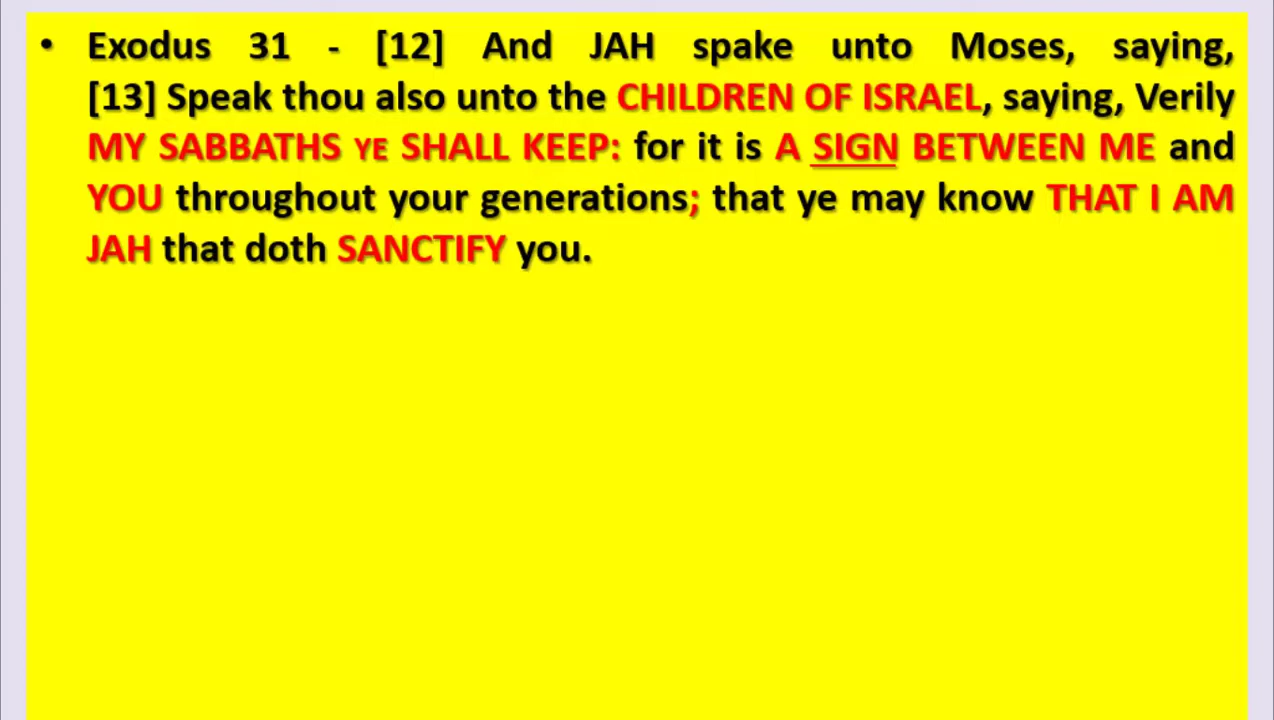 • Exodus 31 - [12] And JAH spake unto Moses, saying,
[13] Speak thou also unto the CHILDREN OF ISRAEL, saying, Verily
MY SABBATHS YE SHALL KEEP: for it is A SIGN BETWEEN ME and
YOU throughout your generations; that ye may know THAT I AM
JAH that doth SANCTIFY you.